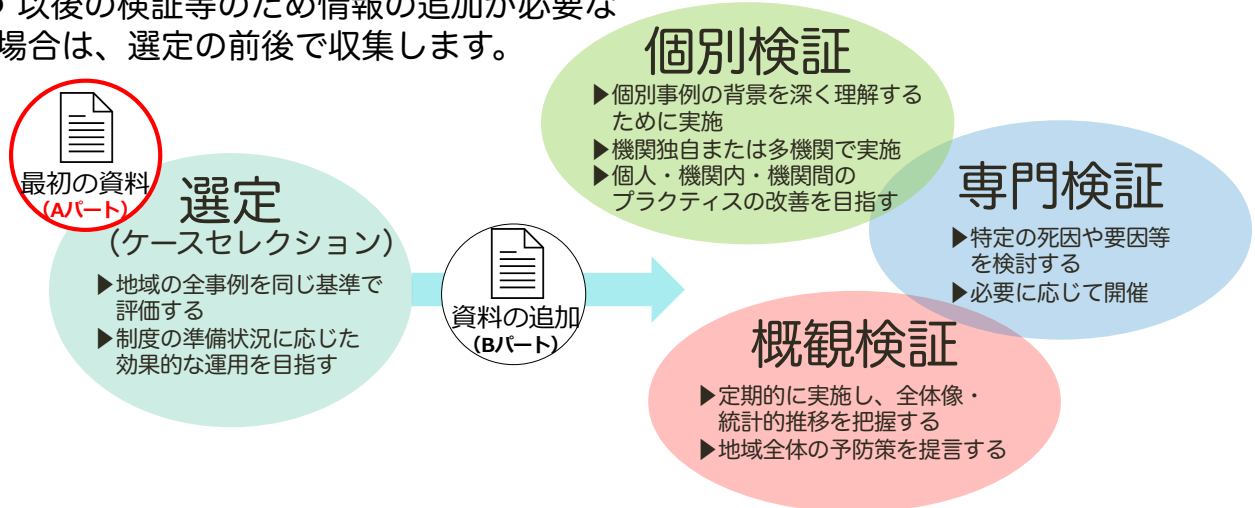 以後の検証等のため情報の追加が必要な
場合は、選定の前後で収集します。
最初の資料
(Aパート)
選定
(ケースセレクション)
▶地域の全事例を同じ基準で
評価する
▶制度の準備状況に応じた
効果的な運用を目指す
資料の追加
(Bパート)
個別検証
▶個別事例の背景を深く理解する
ために実施
▶機関独自または多機関で実施
▶個人・機関内・機関間の
プラクティスの改善を目指す
専門検証
▶特定の死因や要因等
を検討する
▶必要に応じて開催
概観検証
▶定期的に実施し、全体像・
統計的推移を把握する
▶地域全体の予防策を提言する